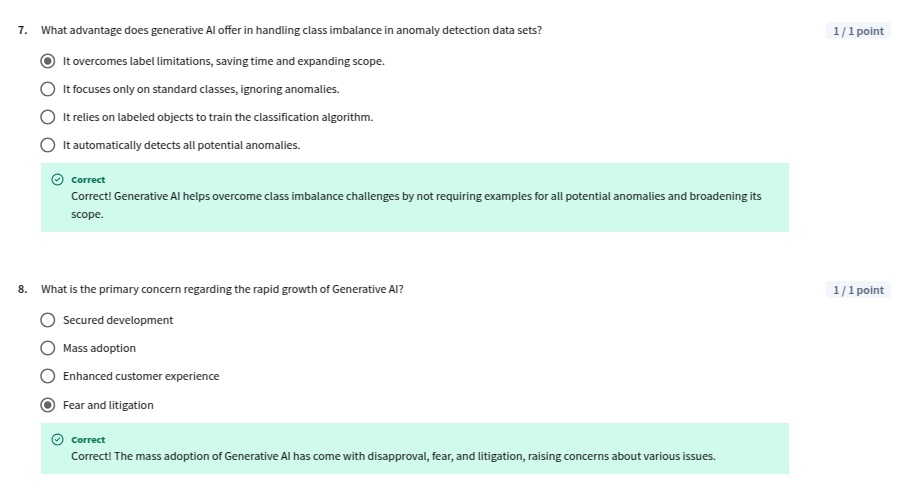 7. What advantage does generative AI offer in handling class imbalance in anomaly detection data sets?
1 / 1 point
It overcomes label limitations, saving time and expanding scope.
It focuses only on standard classes, ignoring anomalies.
It relies on labeled objects to train the classification algorithm.
It automatically detects all potential anomalies.
Correct
Correct! Generative AI helps overcome class imbalance challenges by not requiring examples for all potential anomalies and broadening its
scope.
8. What is the primary concern regarding the rapid growth of Generative AI?
1 / 1 point
Secured development
Mass adoption
Enhanced customer experience
Fear and litigation
Correct
Correct! The mass adoption of Generative AI has come with disapproval, fear, and litigation, raising concerns about various issues.